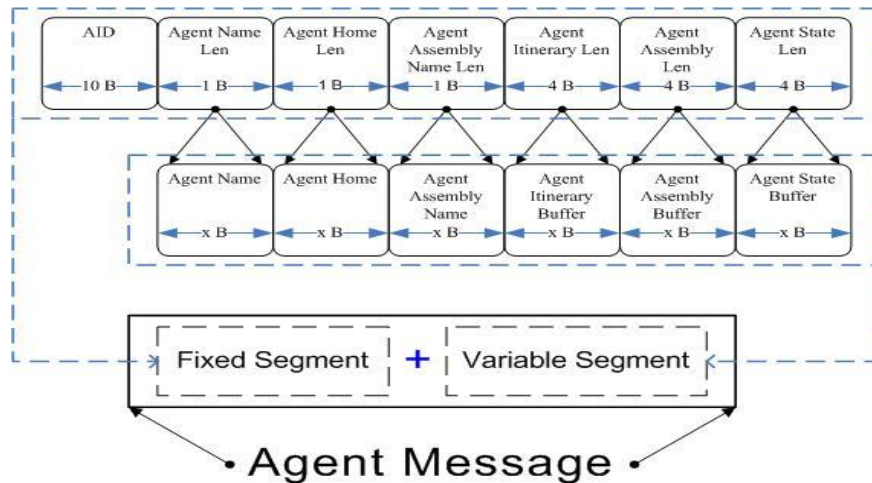 AID
Agent Name
Len
Agent Home
Len
Agent
Assembly
Name Len
Agent
Itinerary Len
Agent
Assembly
Len
Agent State
Len
10 B
1 B
1 B
1 B
4 B
4 B
4 B
Agent Name
Agent Home
Agent
Assembly
Name
Agent
Itinerary
Buffer
Agent
Assembly
Buffer
Agent State
Buffer
x B
x B
x B
x B
x B
x B
Fixed Segment + Variable Segment
Agent Message